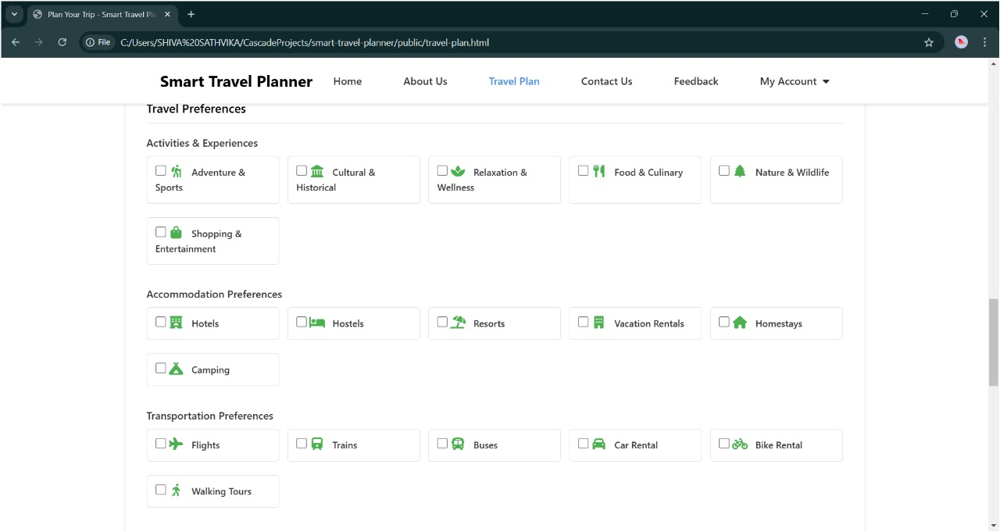 Plan Your Trip - Smart Travel Pla
File C:/Users/SHIVA%20SATHVIKA/CascadeProjects/smart-travel-planner/public/travel-plan.html
Smart Travel Planner Home About Us Travel Plan Contact Us Feedback My Account
Travel Preferences
Activities & Experiences
Adventure & Sports
Cultural & Historical
Relaxation & Wellness
Food & Culinary
Nature & Wildlife
Shopping & Entertainment
Accommodation Preferences
Hotels
Hostels
Resorts
Vacation Rentals
Homestays
Camping
Transportation Preferences
Flights
Trains
Buses
Car Rental
Bike Rental
Walking Tours